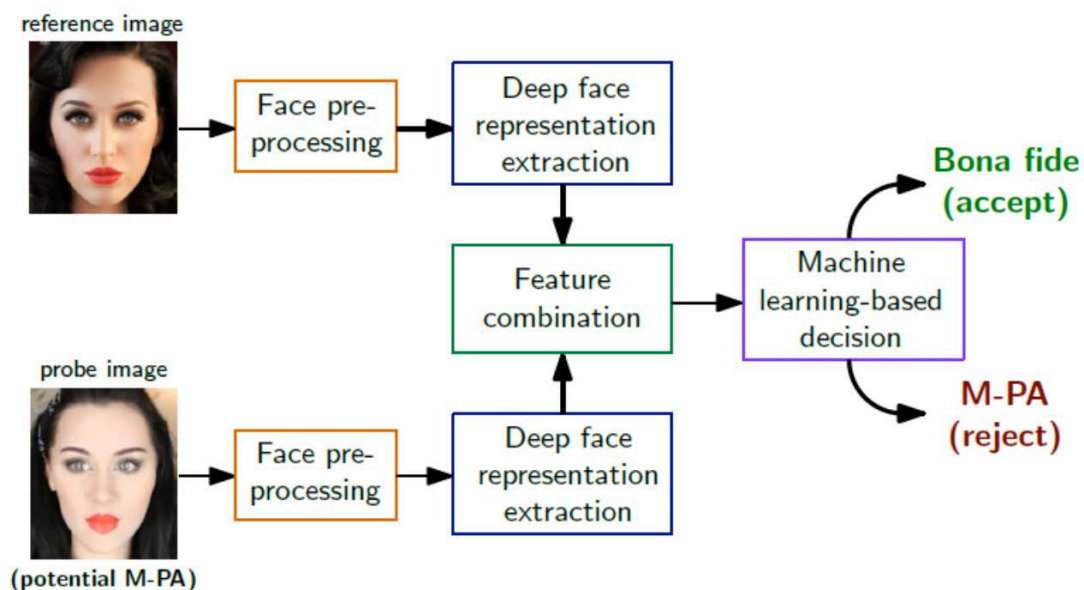 reference image
Face pre-
processing
Deep face
representation
extraction
Bona fide
(accept)
Feature
combination
Machine
learning-based
decision
probe image
Face pre-
processing
Deep face
representation
extraction
M-PA
(reject)
(potential M-PA)